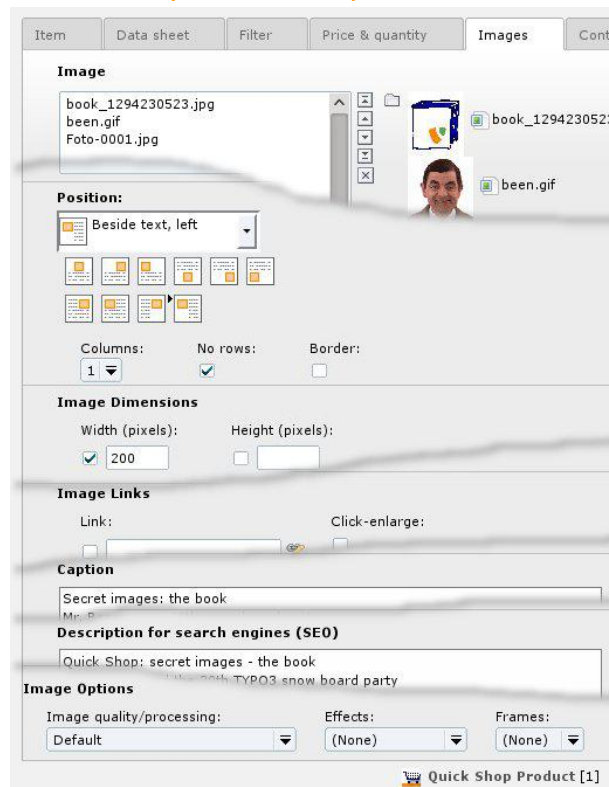 Item Data sheet Filter Price & quantity Images Cont
Image
book_1294230523.jpg
been.gif
Foto-0001.jpg
book_129423052
been.gif
Position:
Beside text, left
Columns: No rows: Border:
1
Image Dimensions
Width (pixels): Height (pixels):
200
Image Links
Link: Click-enlarge:
Caption
Secret images: the book
Description for search engines (SEO)
Quick Shop: secret images - the book
TYPO3 snow board party
Image Options
Image quality/processing: Effects: Frames:
Default (None) (None)
Quick Shop Product [1]